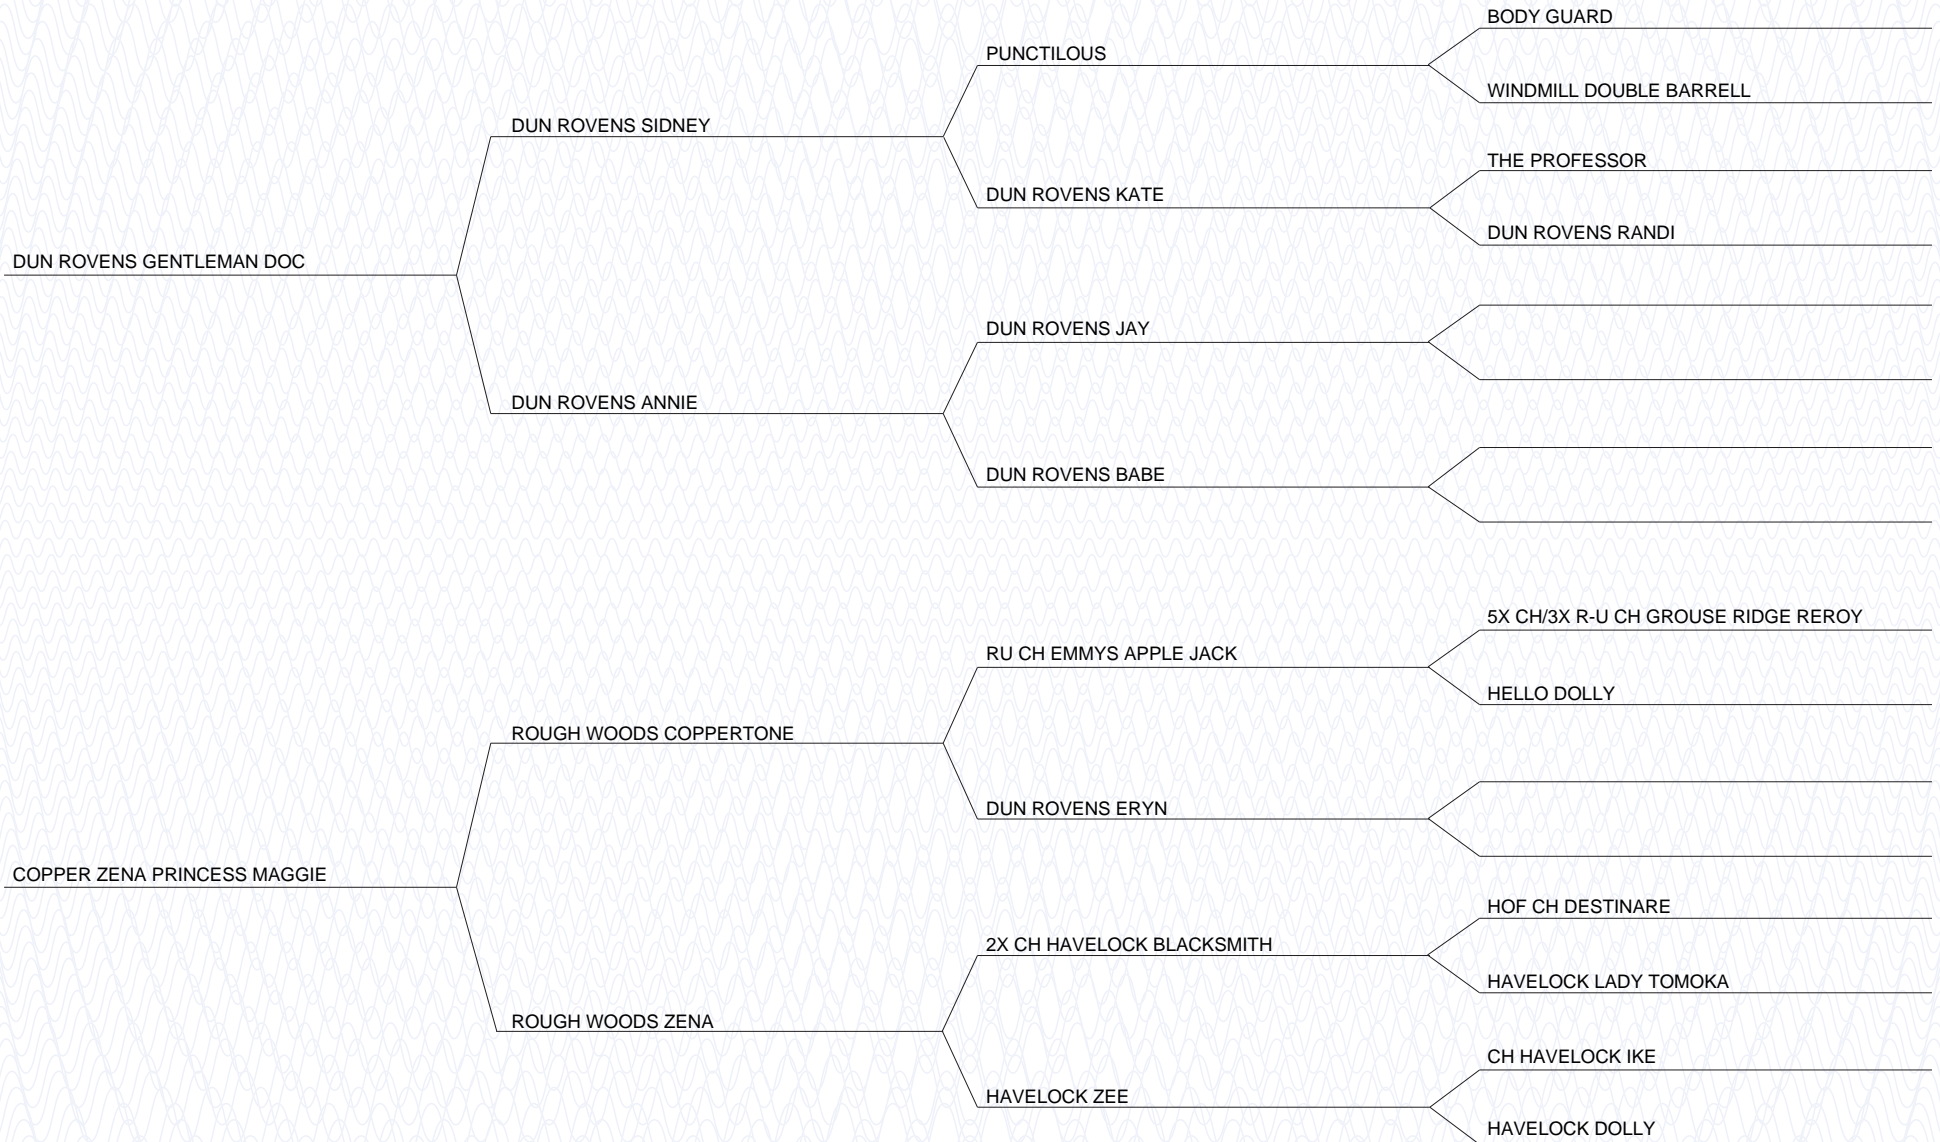 BODY GUARD
PUNCTILOUS
WINDMILL DOUBLE BARRELL
DUN ROVENS SIDNEY
THE PROFESSOR
DUN ROVENS KATE
DUN ROVENS RANDI
DUN ROVENS GENTLEMAN DOC
DUN ROVENS JAY
DUN ROVENS ANNIE
DUN ROVENS BABE
5X CH/3X R-U CH GROUSE RIDGE REROY
RU CH EMMYS APPLE JACK
HELLO DOLLY
ROUGH WOODS COPPERTONE
DUN ROVENS ERYN
COPPER ZENA PRINCESS MAGGIE
HOF CH DESTINARE
2X CH HAVELOCK BLACKSMITH
HAVELOCK LADY TOMOKA
ROUGH WOODS ZENA
CH HAVELOCK IKE
HAVELOCK ZEE
HAVELOCK DOLLY